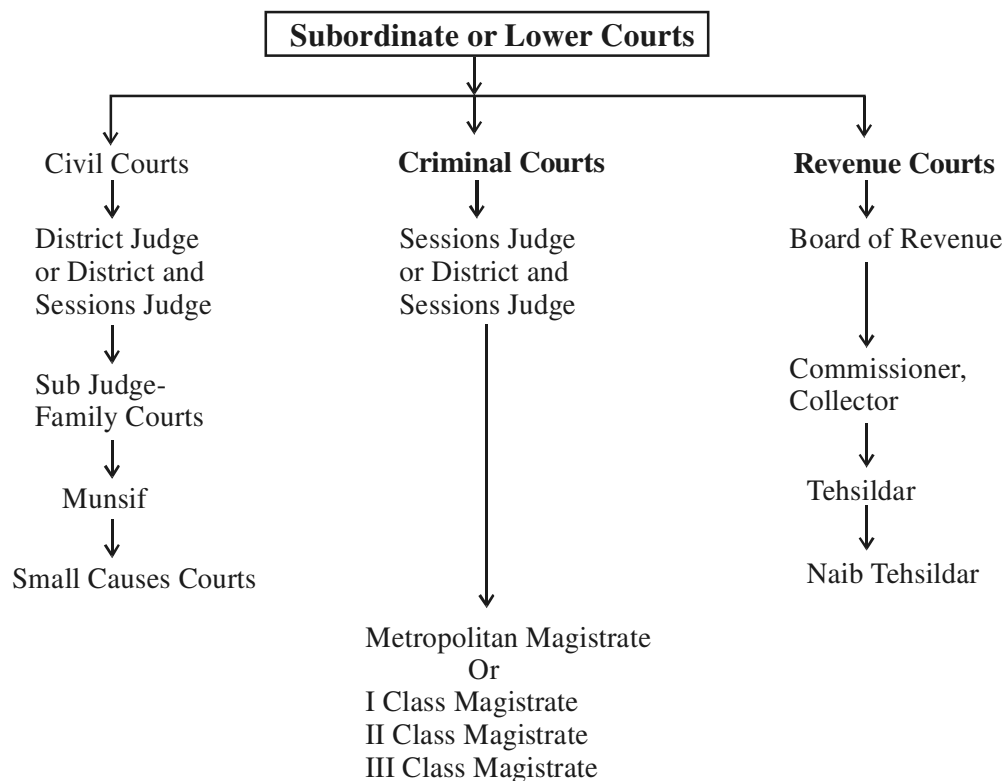 Subordinate or Lower Courts
Civil Courts
District Judge
or District and
Sessions Judge
Sub Judge-
Family Courts
Munsif
Small Causes Courts
Criminal Courts
Sessions Judge
or District and
Sessions Judge
Metropolitan Magistrate
Or
I Class Magistrate
II Class Magistrate
III Class Magistrate
Revenue Courts
Board of Revenue
Commissioner,
Collector
Tehsildar
Naib Tehsildar